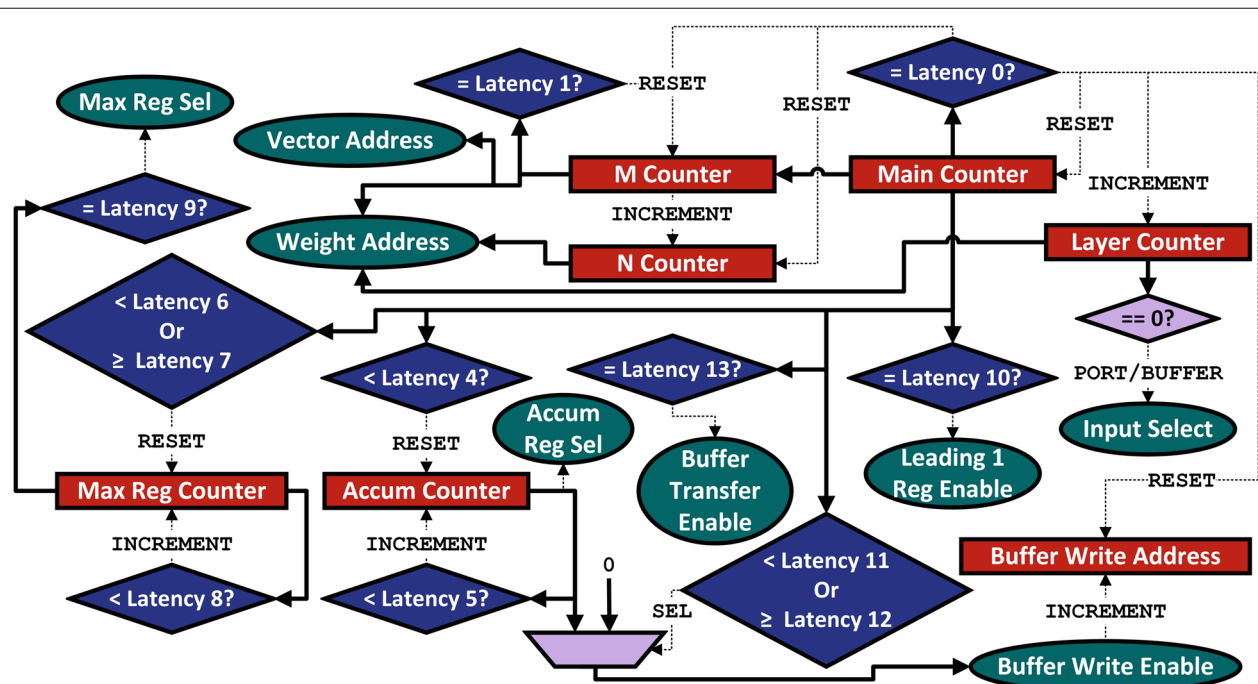 = Latency 1?
= Latency 0?
RESET
Max Reg Sel
RESET
RESET
Vector Address
M Counter
Main Counter
INCREMENT
= Latency 9?
INCREMENT
Weight Address
Layer Counter
N Counter
< Latency 6
Or
≥ Latency 7
== 0?
= Latency 13?
< Latency 4?
= Latency 10?
PORT/BUFFER
Accum
Reg Sel
Input Select
RESET
RESET
Buffer
Transfer
Enable
Leading 1
Reg Enable
RESET
Max Reg Counter
Accum Counter
INCREMENT
INCREMENT
Buffer Write Address
< Latency 11
Or
≥ Latency 12
0
< Latency 8?
< Latency 5?
SEL
INCREMENT
Buffer Write Enable